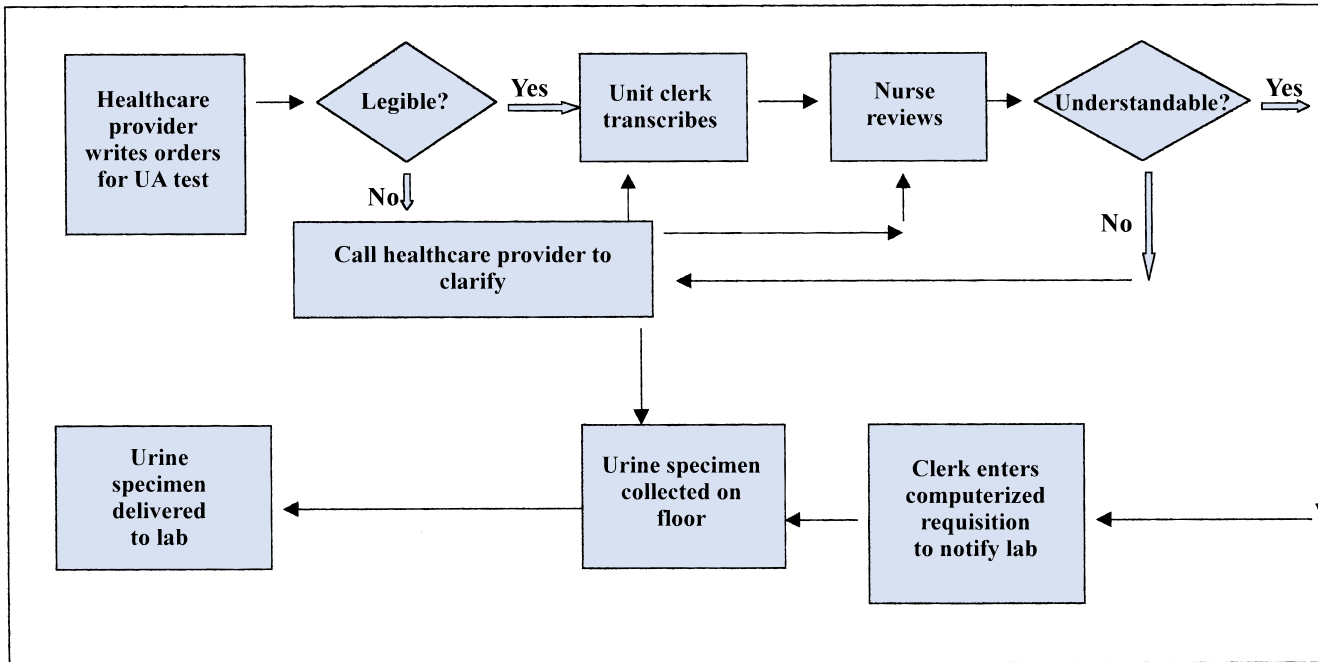 Healthcare
provider
writes orders
for UA test
Legible?
Yes
No
Unit clerk
transcribes
Nurse
reviews
Understandable?
Yes
No
Call healthcare provider to
clarify
Clerk enters
computerized
requisition
to notify lab
Urine specimen
collected on
floor
Urine
specimen
delivered
to lab